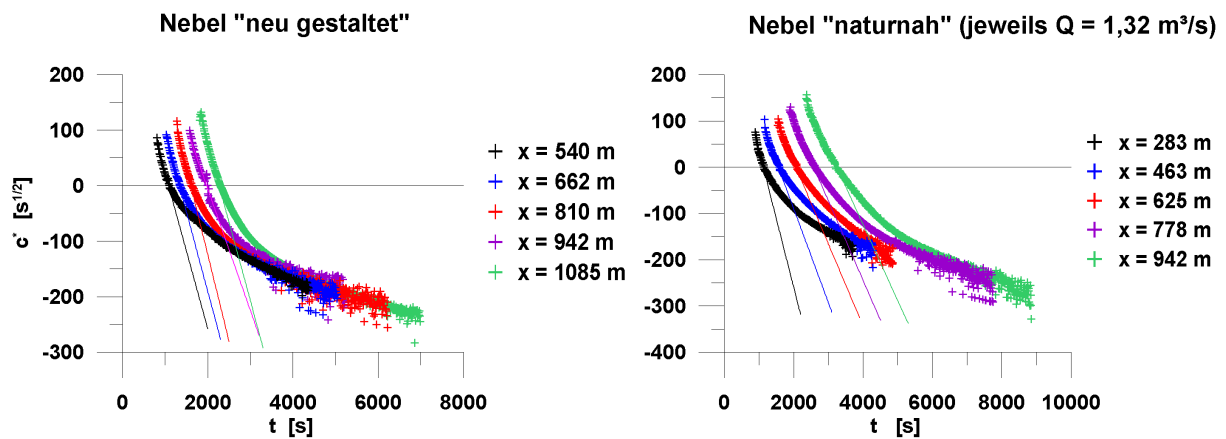 Nebel "neu gestaltet"
200
100
0
-100
-200
-300
c* [s^1/2]
0 2000 4000 6000 8000
t [s]
x = 540 m
x = 662 m
x = 810 m
x = 942 m
x = 1085 m
Nebel "naturnah" (jeweils Q = 1,32 m³/s)
200
100
0
-100
-200
-300
-400
0 2000 4000 6000 8000 10000
t [s]
x = 283 m
x = 463 m
x = 625 m
x = 778 m
x = 942 m